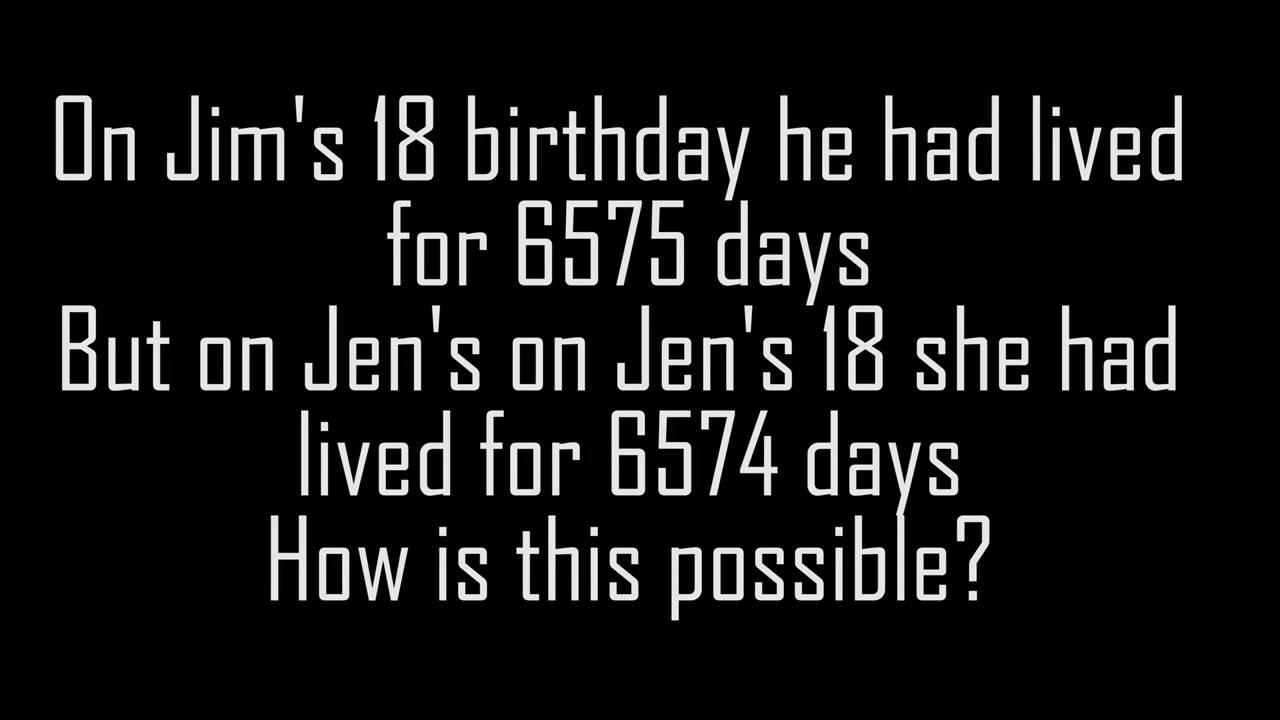 On Jim's 18 birthday he had lived
for 6575 days
But on Jen's on Jen's 18 she had
lived for 6574 days
How is this possible?